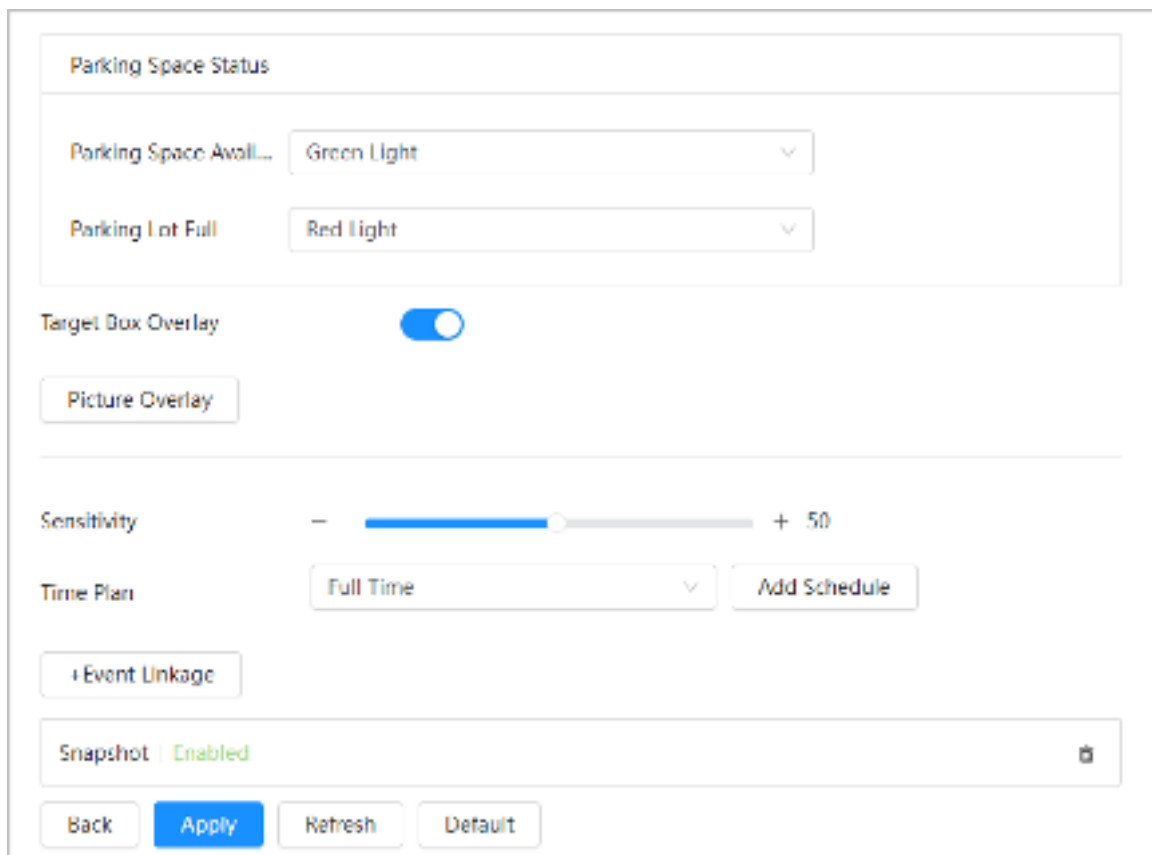 Parking Space Status
Parking Space Avail... Green Light
Parking Lot Full Red Light
Target Box Overlay
Picture Overlay
Sensitivity − + 50
Time Plan Full Time Add Schedule
+Event Linkage
Snapshot | Enabled
Back Apply Refresh Default